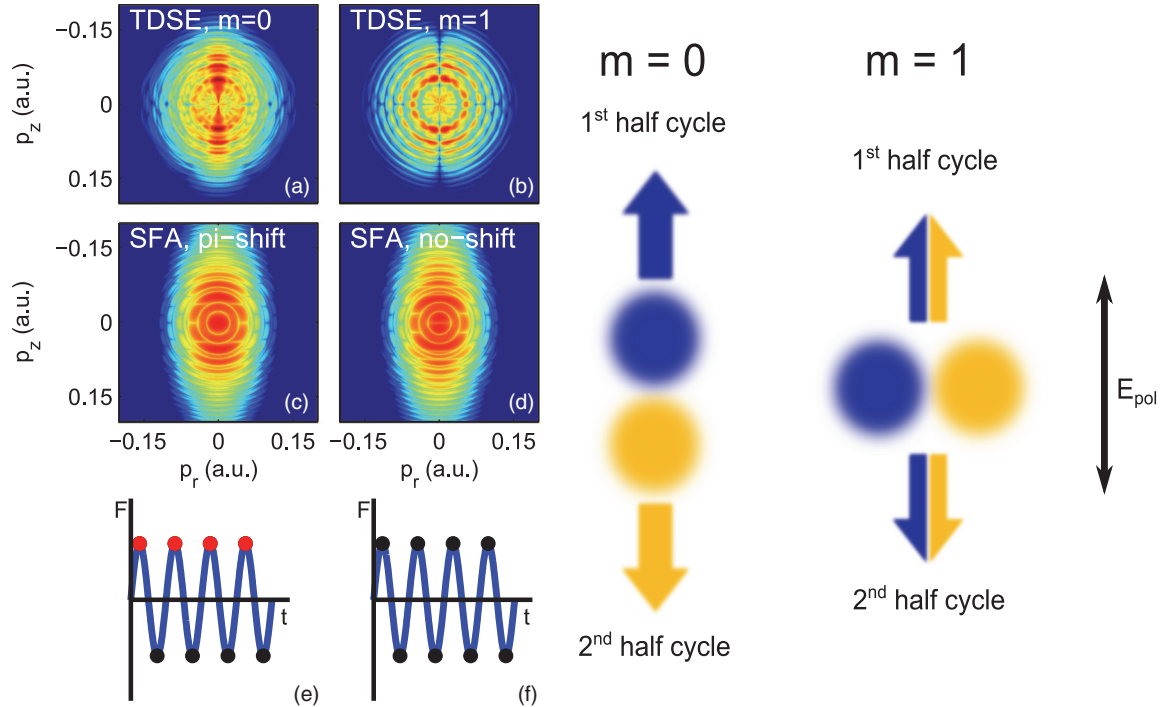 TDSE, m=0
TDSE, m=1
-0.15
0
0.15
p_z (a.u.)
(a)
(b)
SFA, pi-shift
SFA, no-shift
-0.15
0
0.15
p_z (a.u.)
(c)
(d)
−0.15 0 0.15
−0.15 0 0.15
p_r (a.u.)
p_r (a.u.)
F
t
(e)
F
t
(f)
m = 0
1st half cycle
2nd half cycle
m = 1
1st half cycle
2nd half cycle
E_pol